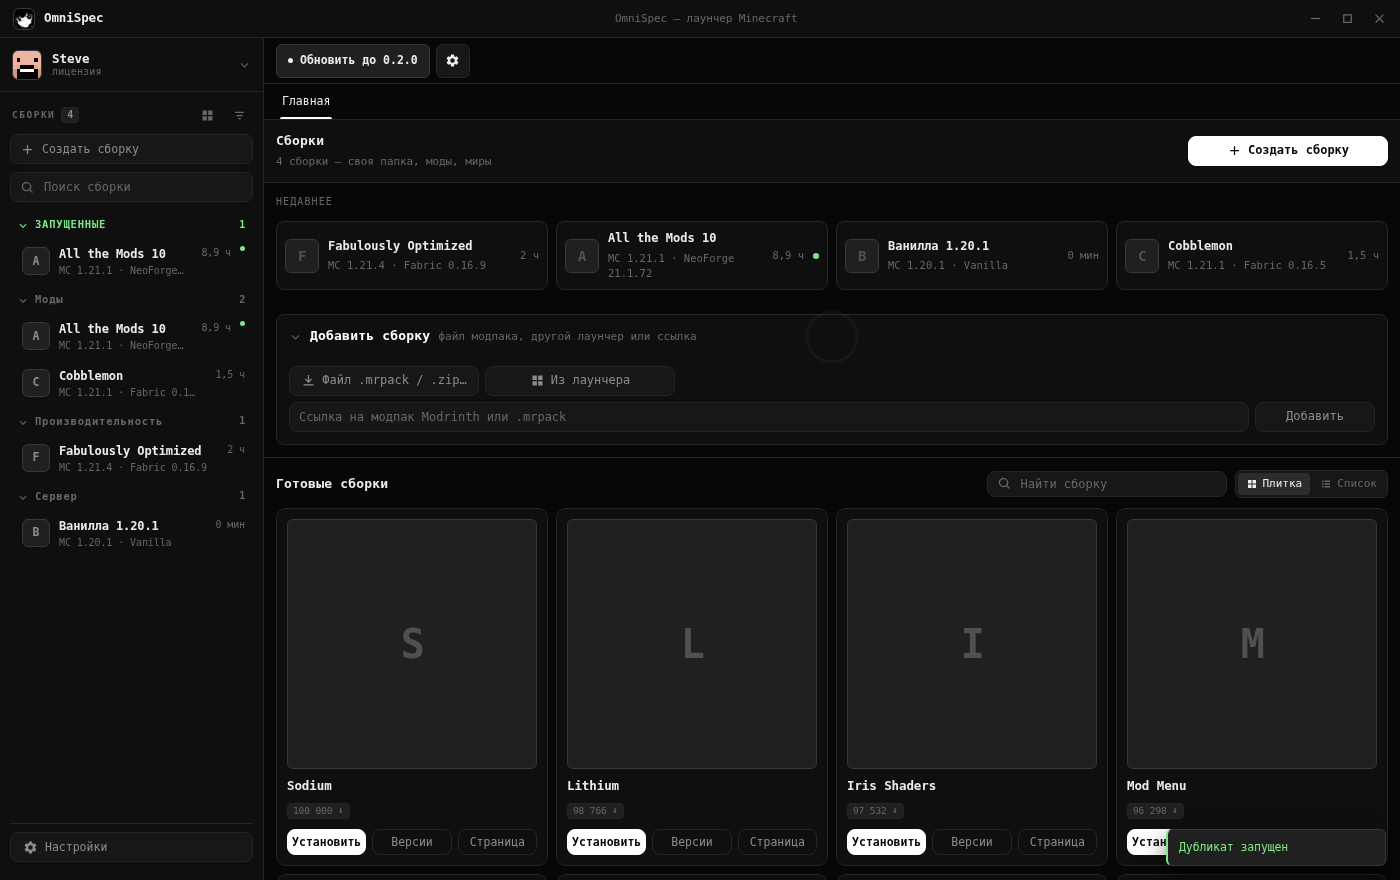 OmniSpec
OmniSpec — лаунчер Minecraft
Steve
лицензия
СБОРКИ 4
Создать сборку
Поиск сборки
ЗАПУЩЕННЫЕ 1
A
All the Mods 10
MC 1.21.1 · NeoForge…
8,9 ч
Моды 2
A
All the Mods 10
MC 1.21.1 · NeoForge…
8,9 ч
C
Cobblemon
MC 1.21.1 · Fabric 0.1…
1,5 ч
Производительность 1
F
Fabulously Optimized
MC 1.21.4 · Fabric 0.16.9
2 ч
Сервер 1
В
Ванилла 1.20.1
MC 1.20.1 · Vanilla
0 мин
Настройки
Обновить до 0.2.0
Главная
Сборки
4 сборки — своя папка, моды, миры
Создать сборку
НЕДАВНЕЕ
F
Fabulously Optimized
MC 1.21.4 · Fabric 0.16.9
2 ч
A
All the Mods 10
MC 1.21.1 · NeoForge
21.1.72
8,9 ч
В
Ванилла 1.20.1
MC 1.20.1 · Vanilla
0 мин
C
Cobblemon
MC 1.21.1 · Fabric 0.16.5
1,5 ч
Добавить сборку файл модпака, другой лаунчер или ссылка
Файл .mrpack / .zip…
Из лаунчера
Ссылка на модпак Modrinth или .mrpack
Добавить
Готовые сборки
Найти сборку
Плитка
Список
S
Sodium
100 000 ⬇
Установить Версии Страница
L
Lithium
98 766 ⬇
Установить Версии Страница
I
Iris Shaders
97 532 ⬇
Установить Версии Страница
M
Mod Menu
96 298 ⬇
Устан
Дубликат запущен